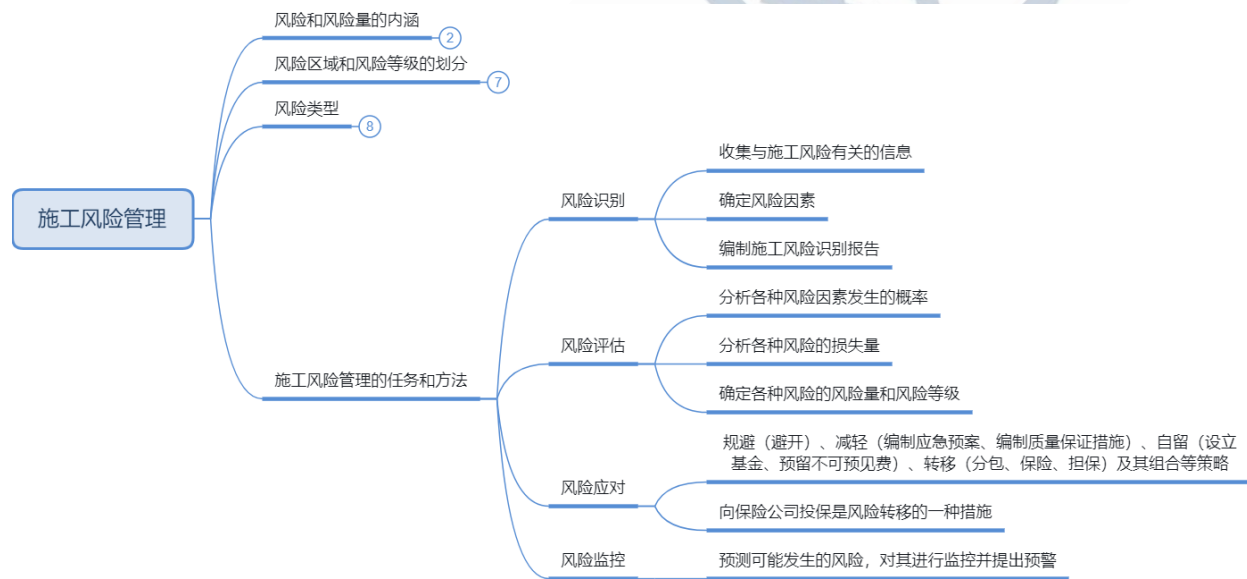 风险和风险量的内涵
2
风险区域和风险等级的划分
7
风险类型
8
施工风险管理
施工风险管理的任务和方法
风险识别
收集与施工风险有关的信息
确定风险因素
编制施工风险识别报告
风险评估
分析各种风险因素发生的概率
分析各种风险的损失量
确定各种风险的风险量和风险等级
风险应对
规避（避开）、减轻（编制应急预案、编制质量保证措施）、自留（设立
基金、预留不可预见费）、转移（分包、保险、担保）及其组合等策略
向保险公司投保是风险转移的一种措施
风险监控
预测可能发生的风险，对其进行监控并提出预警